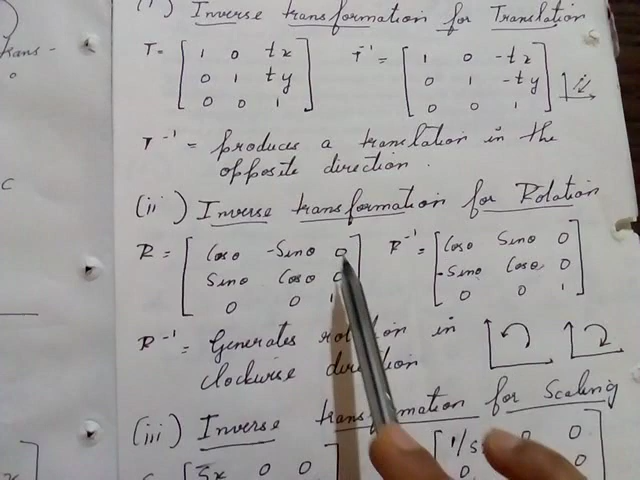 (i) Inverse transformation for Translation
T = [ 1 0 tx T⁻¹ = [ 1 0 -tx
0 1 ty 0 1 -ty
0 0 1 ] 0 0 1 ]
T⁻¹ = produces a translation in the
opposite direction.
(ii) Inverse transformation for Rotation
R = [ Cosθ -Sinθ 0 R⁻¹ = [ Cosθ Sinθ 0
Sinθ Cosθ 0 -Sinθ Cosθ 0
0 0 1 ] 0 0 1 ]
R⁻¹ = Generates rotation in
clockwise direction
(iii) Inverse transformation for Scaling
[ Sx 0 0 ] [ 1/s 0 0
0 0